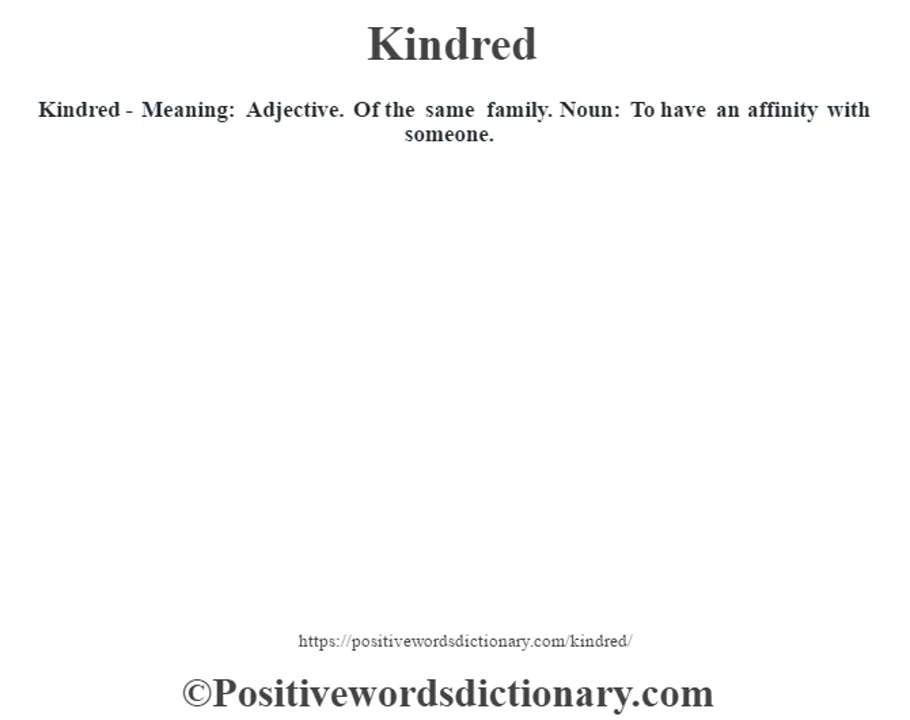 Kindred
Kindred - Meaning: Adjective. Of the same family. Noun: To have an affinity with
someone.
https://positivewordsdictionary.com/kindred/
©Positivewordsdictionary.com